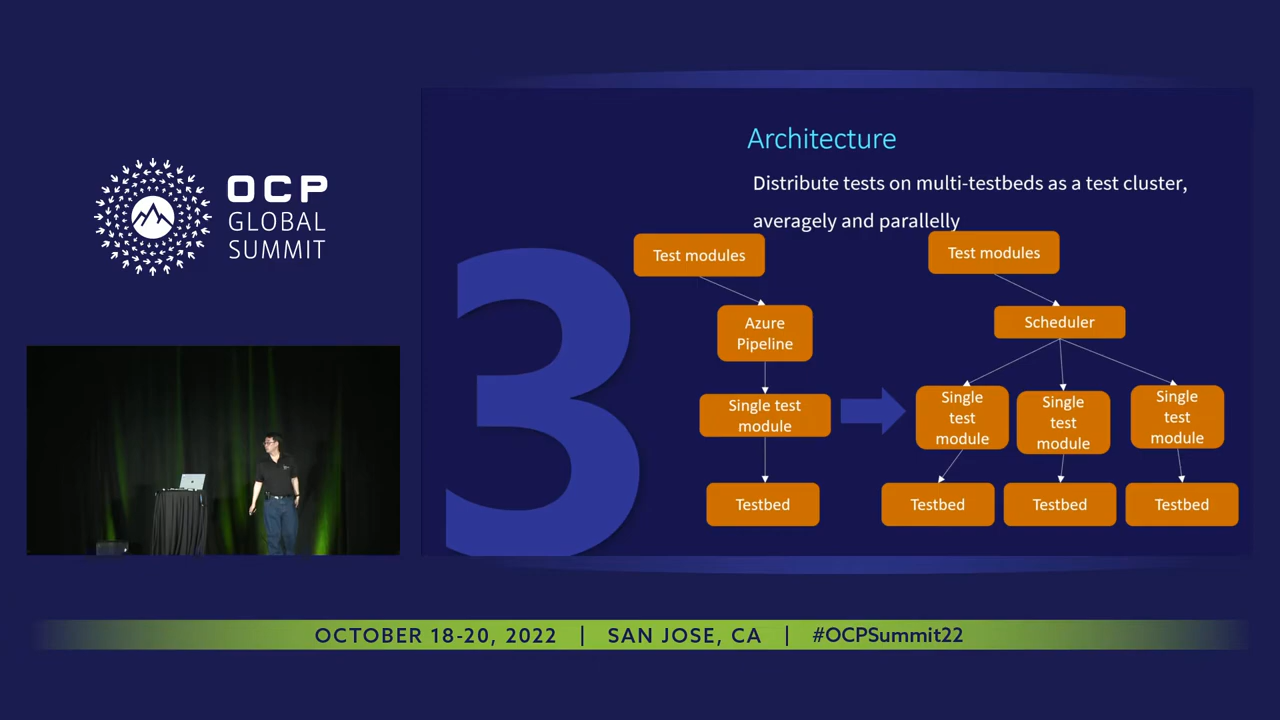 OCP
GLOBAL
SUMMIT
Architecture
Distribute tests on multi-testbeds as a test cluster,
averagely and parallelly
3
Test modules
Azure
Pipeline
Single test
module
Testbed
Test modules
Scheduler
Single
test
module
Single
test
module
Single
test
module
Testbed
Testbed
Testbed
OCTOBER 18-20, 2022 | SAN JOSE, CA | #OCPSummit22